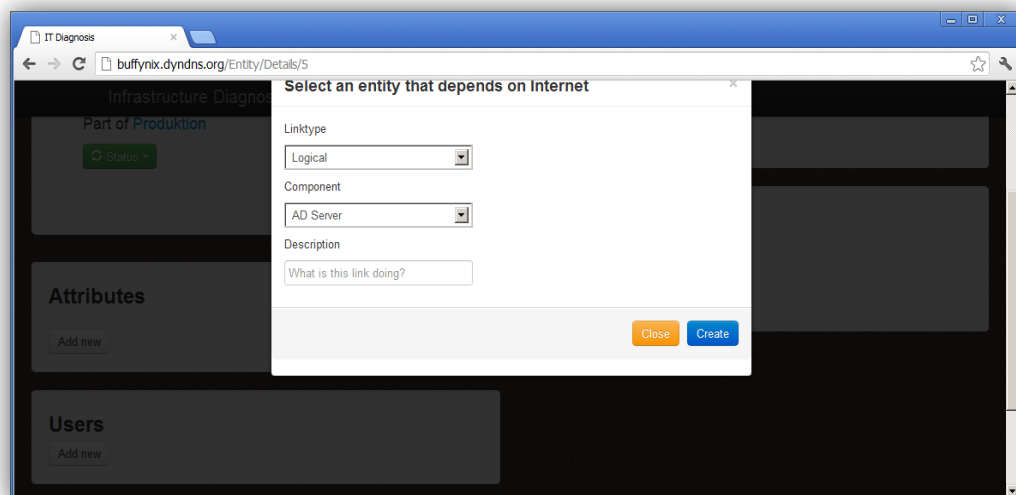 IT Diagnosis
buffynix.dyndns.org/Entity/Details/5
Infrastructure Diagnos
Part of Produktion
Status
Select an entity that depends on Internet
Linktype
Logical
Component
AD Server
Description
What is this link doing?
Close Create
Attributes
Add new
Users
Add new